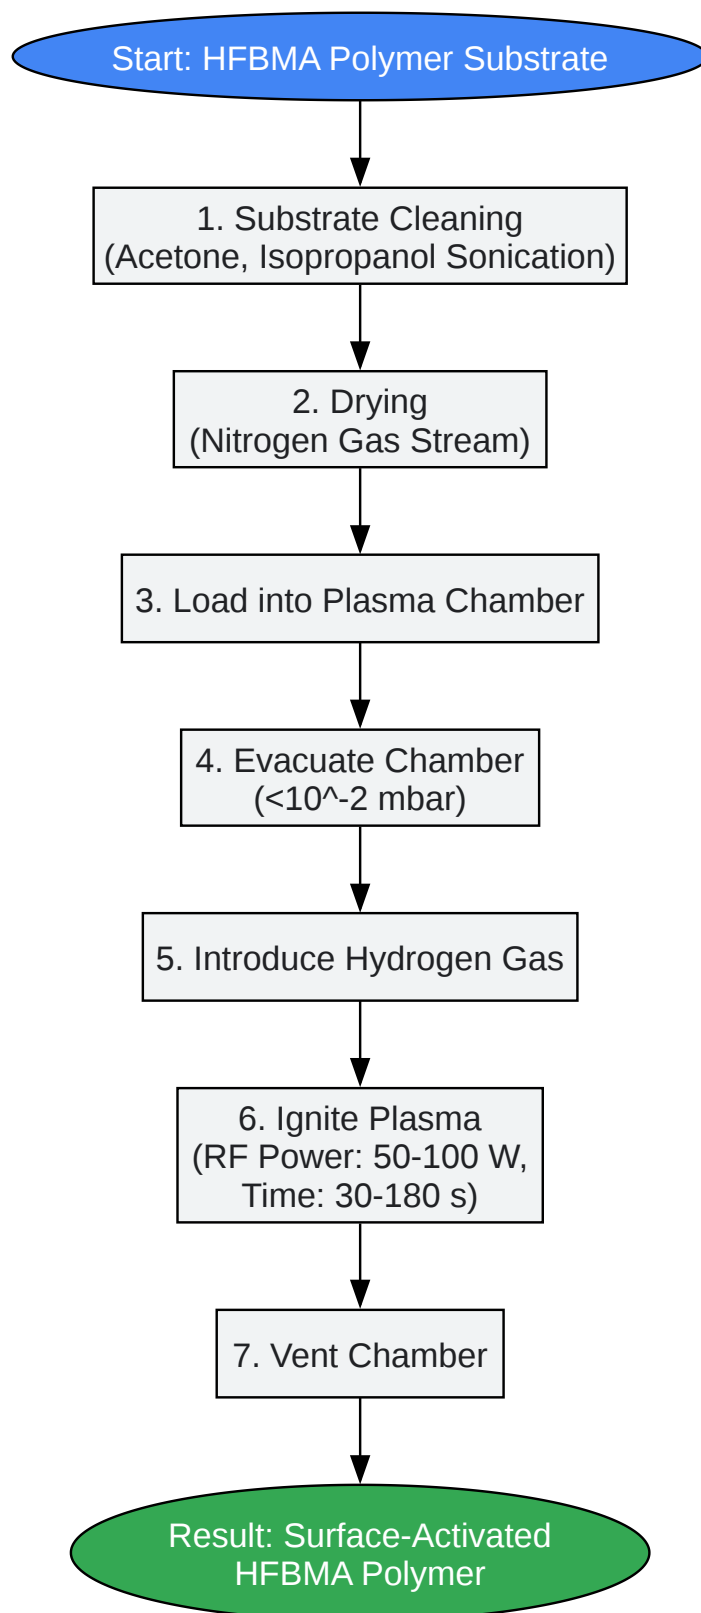 Start: HFBMA Polymer Substrate
1. Substrate Cleaning
(Acetone, Isopropanol Sonication)
2. Drying
(Nitrogen Gas Stream)
3. Load into Plasma Chamber
4. Evacuate Chamber
(<10^-2 mbar)
5. Introduce Hydrogen Gas
6. Ignite Plasma
(RF Power: 50-100 W,
Time: 30-180 s)
7. Vent Chamber
Result: Surface-Activated
HFBMA Polymer